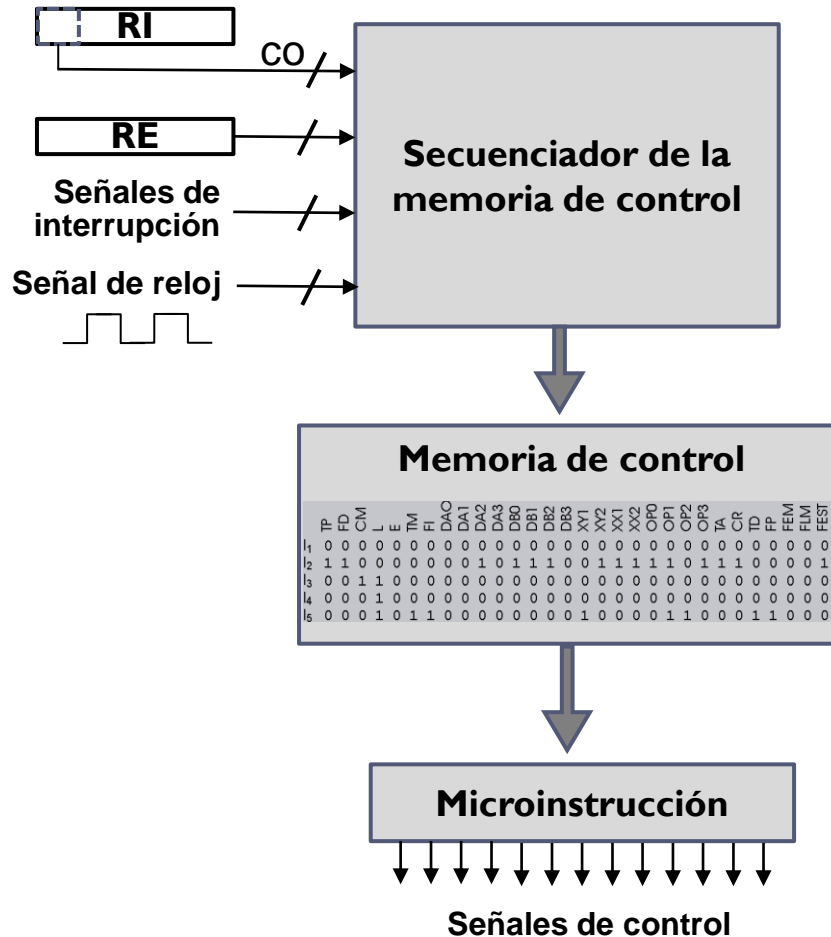 RI
CO
RE
Señales de
interrupción
Señal de reloj
Secuenciador de la
memoria de control
Memoria de control
TP FD CM L E TM FI DAO DA1 DA2 DA3 DB0 DB1 DB2 DB3 XY1 XY2 XX1 XX2 OP0 OP1 OP2 OP3 TA CR TD FP FEM FLM FEST
I1 0 0 0 0 0 0 0 0 0 0 0 0 0 0 0 0 0 0 0 0 0 0 0 0 0 0 0 0 0 0
I2 1 1 0 0 0 0 0 0 0 1 0 1 1 1 0 0 1 1 1 1 1 0 1 1 1 0 0 0 0 1
I3 0 0 1 1 0 0 0 0 0 0 0 0 0 0 0 0 0 0 0 0 0 0 0 0 0 0 0 0 0 0
I4 0 0 0 1 0 0 0 0 0 0 0 0 0 0 0 0 0 0 0 0 0 0 0 0 0 0 0 0 0 0
I5 0 0 0 1 0 1 1 0 0 0 0 0 0 0 0 1 0 0 0 0 1 1 0 0 0 1 1 0 0 0
Microinstrucción
Señales de control